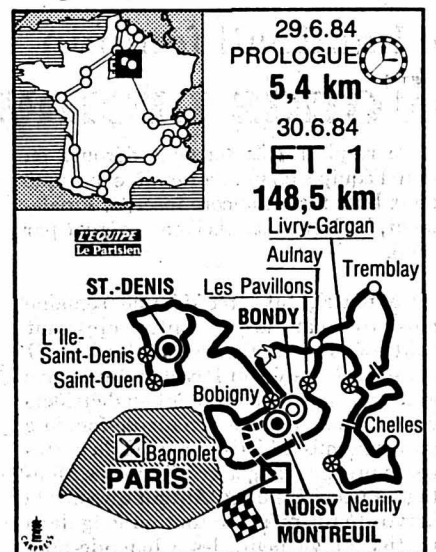 29.6.84
PROLOGUE
5,4 km
30.6.84
ET. 1
148,5 km
L'EQUIPE
Le Parisien
Livry-Gargan
Aulnay
Tremblay
ST.-DENIS
Les Pavillons
BONDY
L'Ile-
Saint-Denis
Saint-Ouen
Bobigny
Chelles
Bagnolet
PARIS
NOISY
Neuilly
MONTREUIL
CARPRESS